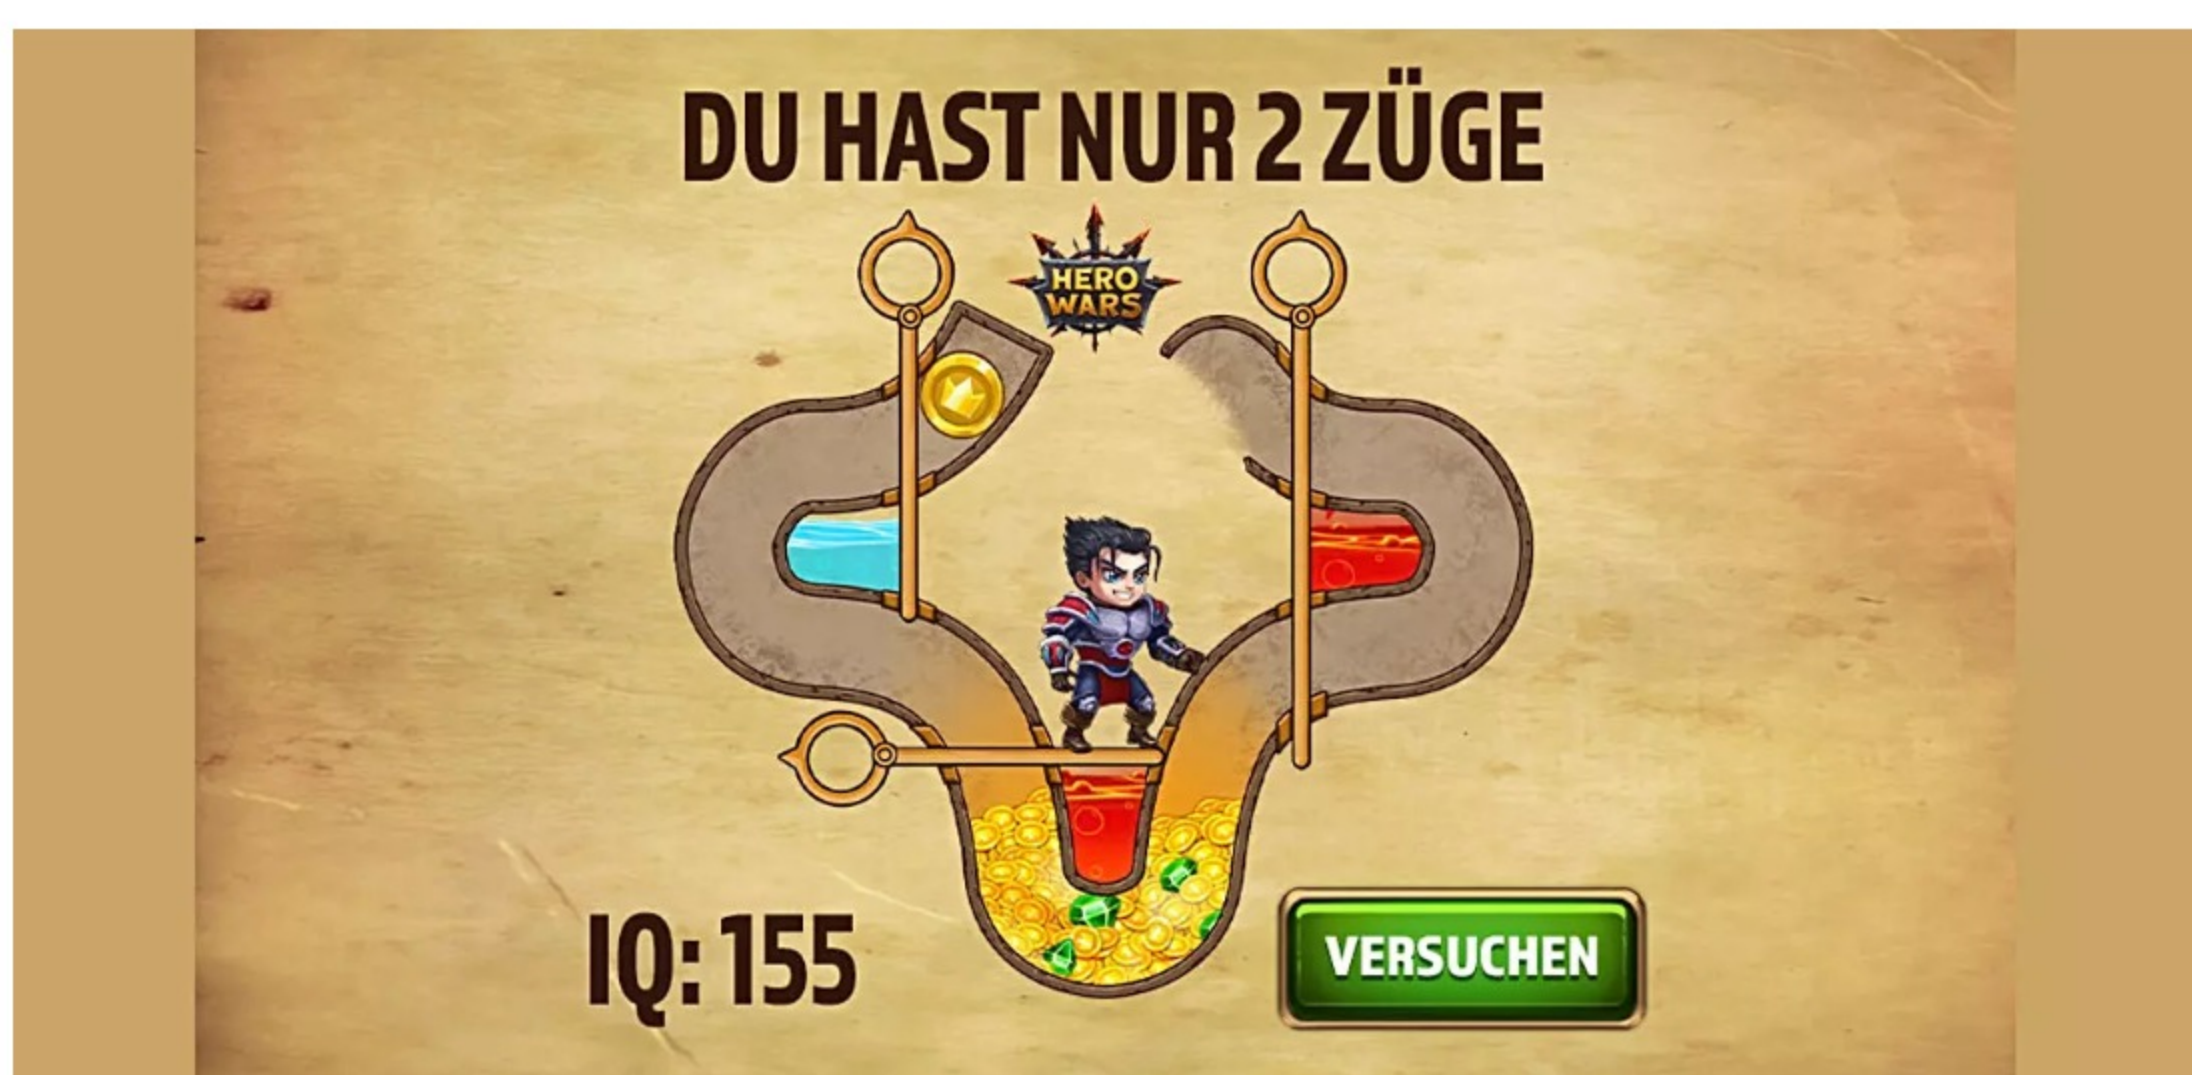 DU HAST NUR 2 ZÜGE
HERO
WARS
IQ: 155
VERSUCHEN